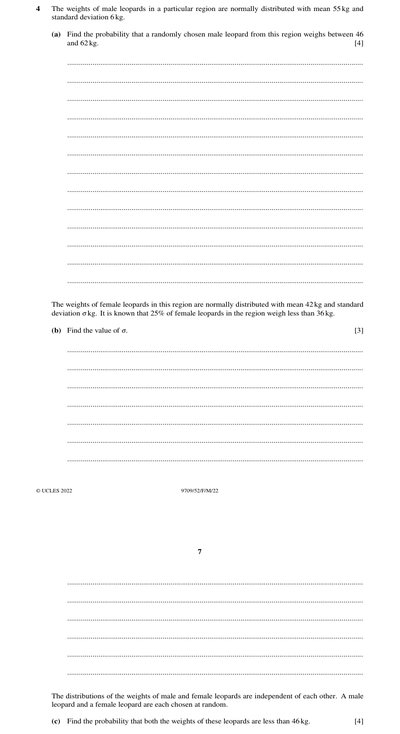 4 The weights of male leopards in a particular region are normally distributed with mean 55 kg and
standard deviation 6 kg.
(a) Find the probability that a randomly chosen male leopard from this region weighs between 46
and 62 kg. [4]
The weights of female leopards in this region are normally distributed with mean 42 kg and standard
deviation σ kg. It is known that 25% of female leopards in the region weigh less than 36 kg.
(b) Find the value of σ. [3]
© UCLES 2022 9709/52/F/M/22
7
The distributions of the weights of male and female leopards are independent of each other. A male
leopard and a female leopard are each chosen at random.
(c) Find the probability that both the weights of these leopards are less than 46 kg. [4]